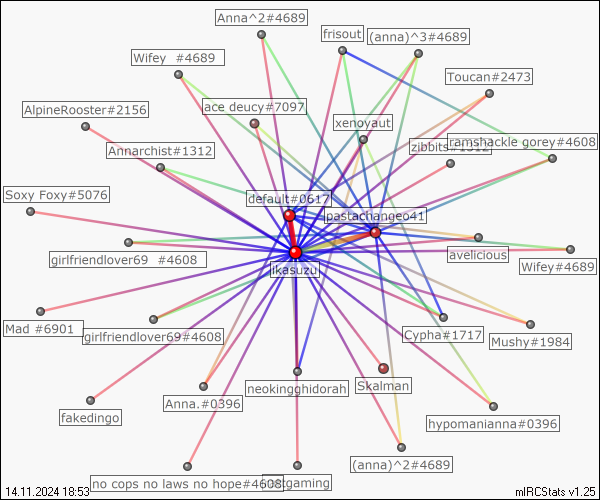 Anna^2#4689
frisout
(anna)^3#4689
Wifey  #4689
Toucan#2473
AlpineRooster#2156
ace deucy#7097
xenoyaut
Annarchist#1312
zibbits#1312
ramshackle gorey#4608
Soxy Foxy#5076
default#0617
pastachange041
girlfriendlover69  #4608
ikasuzu
avelicious
Wifey#4689
Mad #6901
girlfriendlover69#4608
Cypha#1717
Mushy#1984
fakedingo
Anna.#0396
neokingghidorah
Skalman
hypomanianna#0396
no cops no laws no hope#4608
(anna)^2#4689
14.11.2024 18:53
mIRCStats v1.25